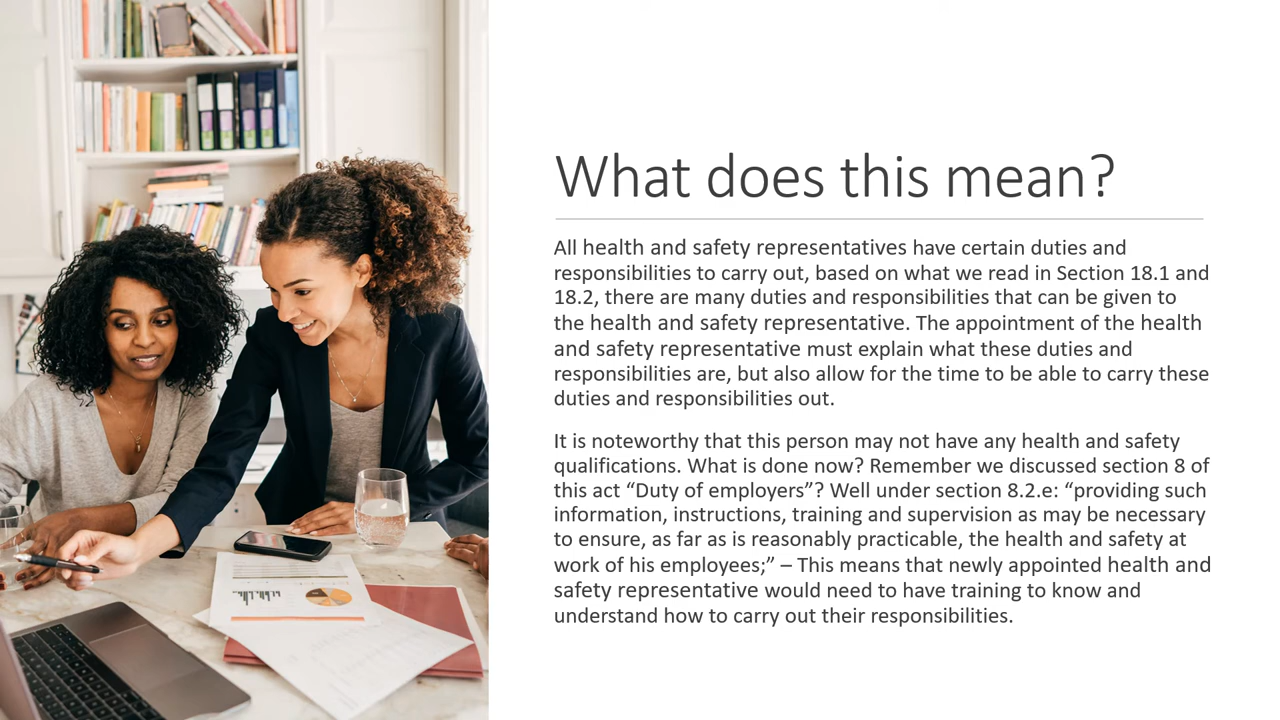 What does this mean?
All health and safety representatives have certain duties and
responsibilities to carry out, based on what we read in Section 18.1 and
18.2, there are many duties and responsibilities that can be given to
the health and safety representative. The appointment of the health
and safety representative must explain what these duties and
responsibilities are, but also allow for the time to be able to carry these
duties and responsibilities out.
It is noteworthy that this person may not have any health and safety
qualifications. What is done now? Remember we discussed section 8 of
this act “Duty of employers”? Well under section 8.2.e: “providing such
information, instructions, training and supervision as may be necessary
to ensure, as far as is reasonably practicable, the health and safety at
work of his employees;” – This means that newly appointed health and
safety representative would need to have training to know and
understand how to carry out their responsibilities.